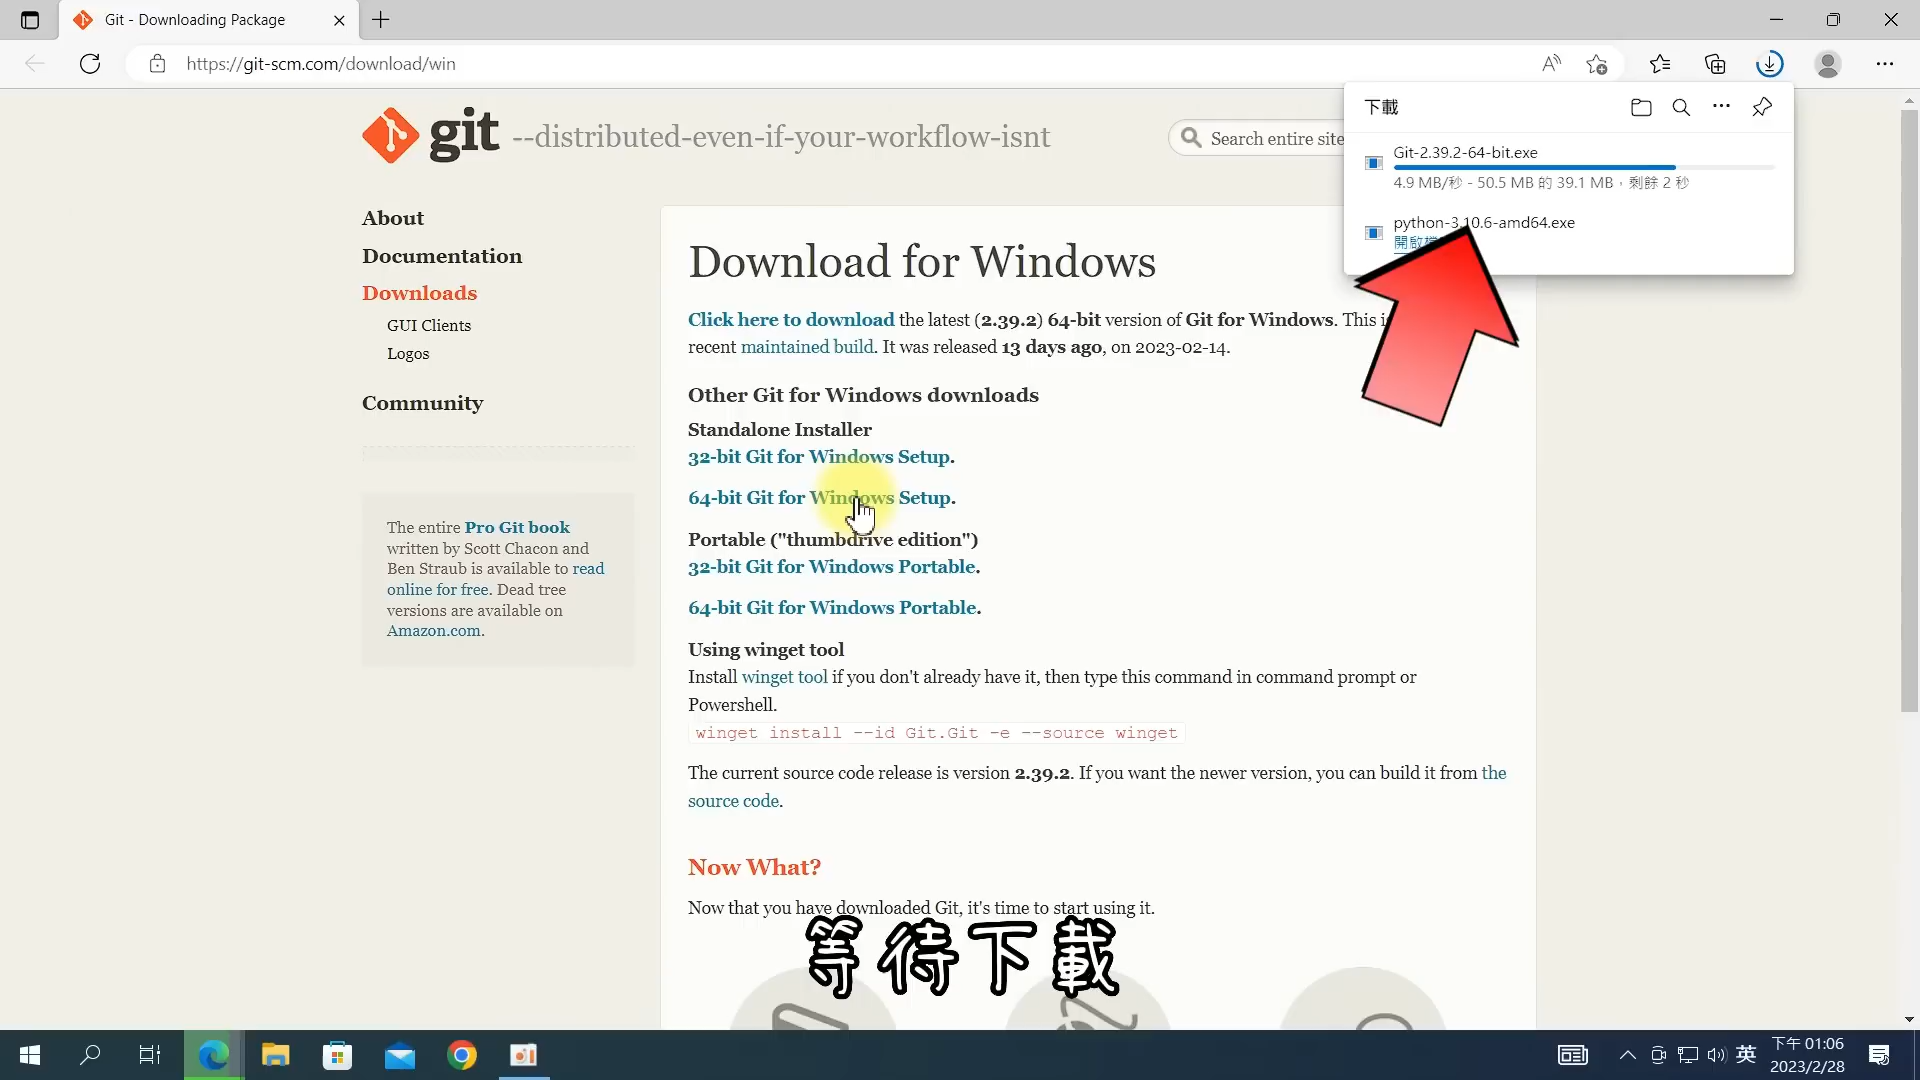 Git - Downloading Package
https://git-scm.com/download/win
git --distributed-even-if-your-workflow-isnt
Search entire site
下載
Git-2.39.2-64-bit.exe
4.9 MB/秒 - 50.5 MB 的 39.1 MB，剩餘 2 秒
python-3.10.6-amd64.exe
開啟
About
Documentation
Downloads
GUI Clients
Logos
Community
The entire Pro Git book
written by Scott Chacon and
Ben Straub is available to read
online for free. Dead tree
versions are available on
Amazon.com.
Download for Windows
Click here to download the latest (2.39.2) 64-bit version of Git for Windows. This
recent maintained build. It was released 13 days ago, on 2023-02-14.
Other Git for Windows downloads
Standalone Installer
32-bit Git for Windows Setup.
64-bit Git for Windows Setup.
Portable ("thumbdrive edition")
32-bit Git for Windows Portable.
64-bit Git for Windows Portable.
Using winget tool
Install winget tool if you don't already have it, then type this command in command prompt or
Powershell.
winget install --id Git.Git -e --source winget
The current source code release is version 2.39.2. If you want the newer version, you can build it from the
source code.
Now What?
Now that you have downloaded Git, it's time to start using it.
等待下載
英
下午 01:06
2023/2/28